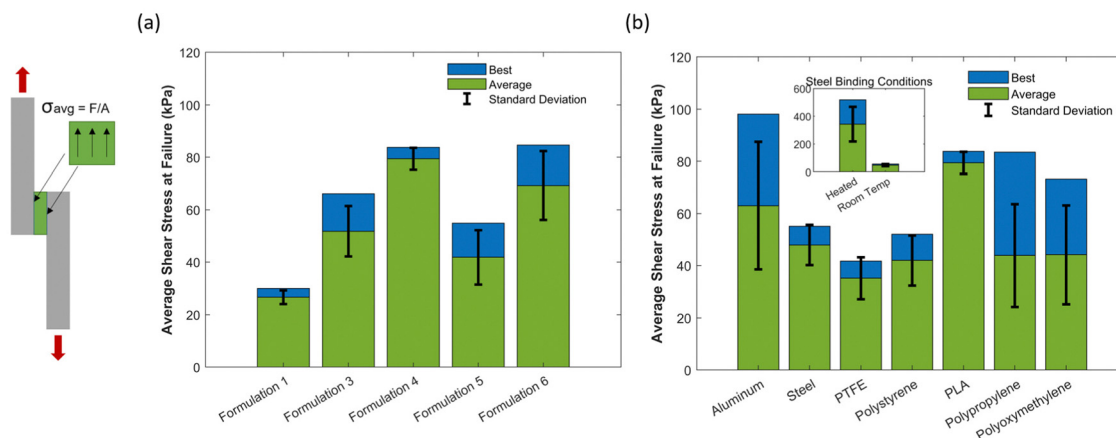 (a)
(b)
σavg = F/A
Average Shear Stress at Failure (kPa)
120
100
80
60
40
20
0
Best
Average
Standard Deviation
Formulation 1
Formulation 3
Formulation 4
Formulation 5
Formulation 6
Average Shear Stress at Failure (kPa)
120
100
80
60
40
20
0
Steel Binding Conditions
600
400
200
0
Heated
Room Temp
Best
Average
Standard Deviation
Aluminum
Steel
PTFE
Polystyrene
PLA
Polypropylene
Polyoxymethylene